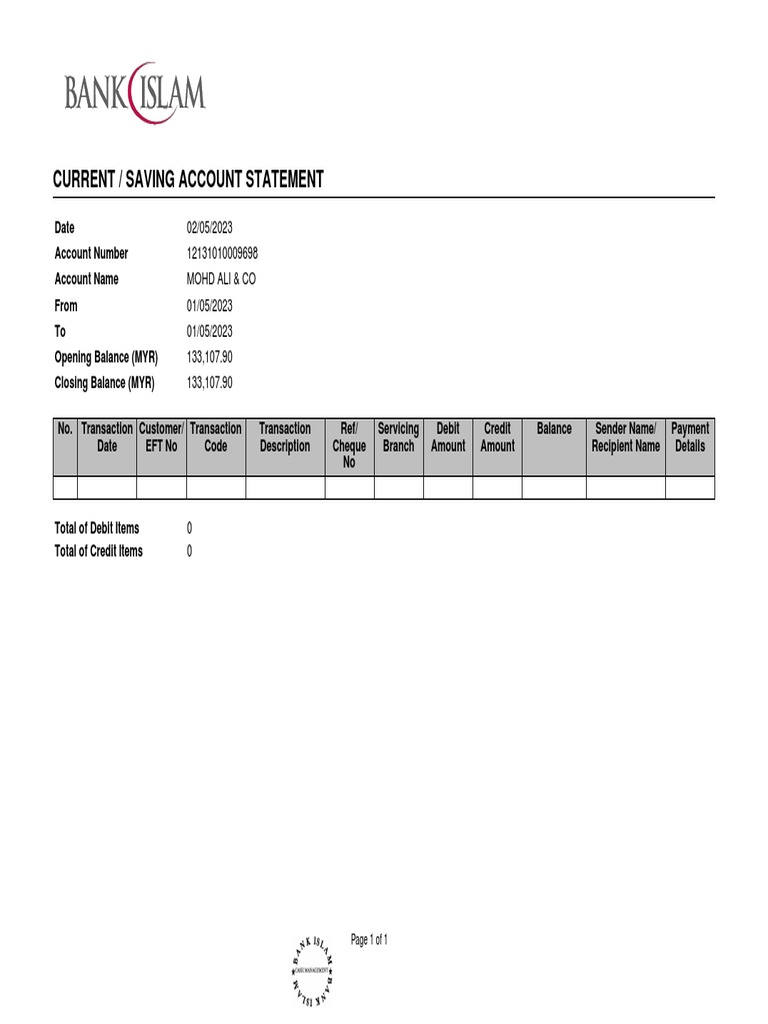 BANK ISLAM
CURRENT / SAVING ACCOUNT STATEMENT
Date 02/05/2023
Account Number 12131010009698
Account Name MOHD ALI & CO
From 01/05/2023
To 01/05/2023
Opening Balance (MYR) 133,107.90
Closing Balance (MYR) 133,107.90
No. Transaction Customer/ Transaction Transaction Ref/ Servicing Debit Credit Balance Sender Name/ Payment
Date EFT No Code Description Cheque Branch Amount Amount Recipient Name Details
No
Total of Debit Items 0
Total of Credit Items 0
Page 1 of 1
BANK ISLAM
CASH MANAGEMENT
BANK ISLAM